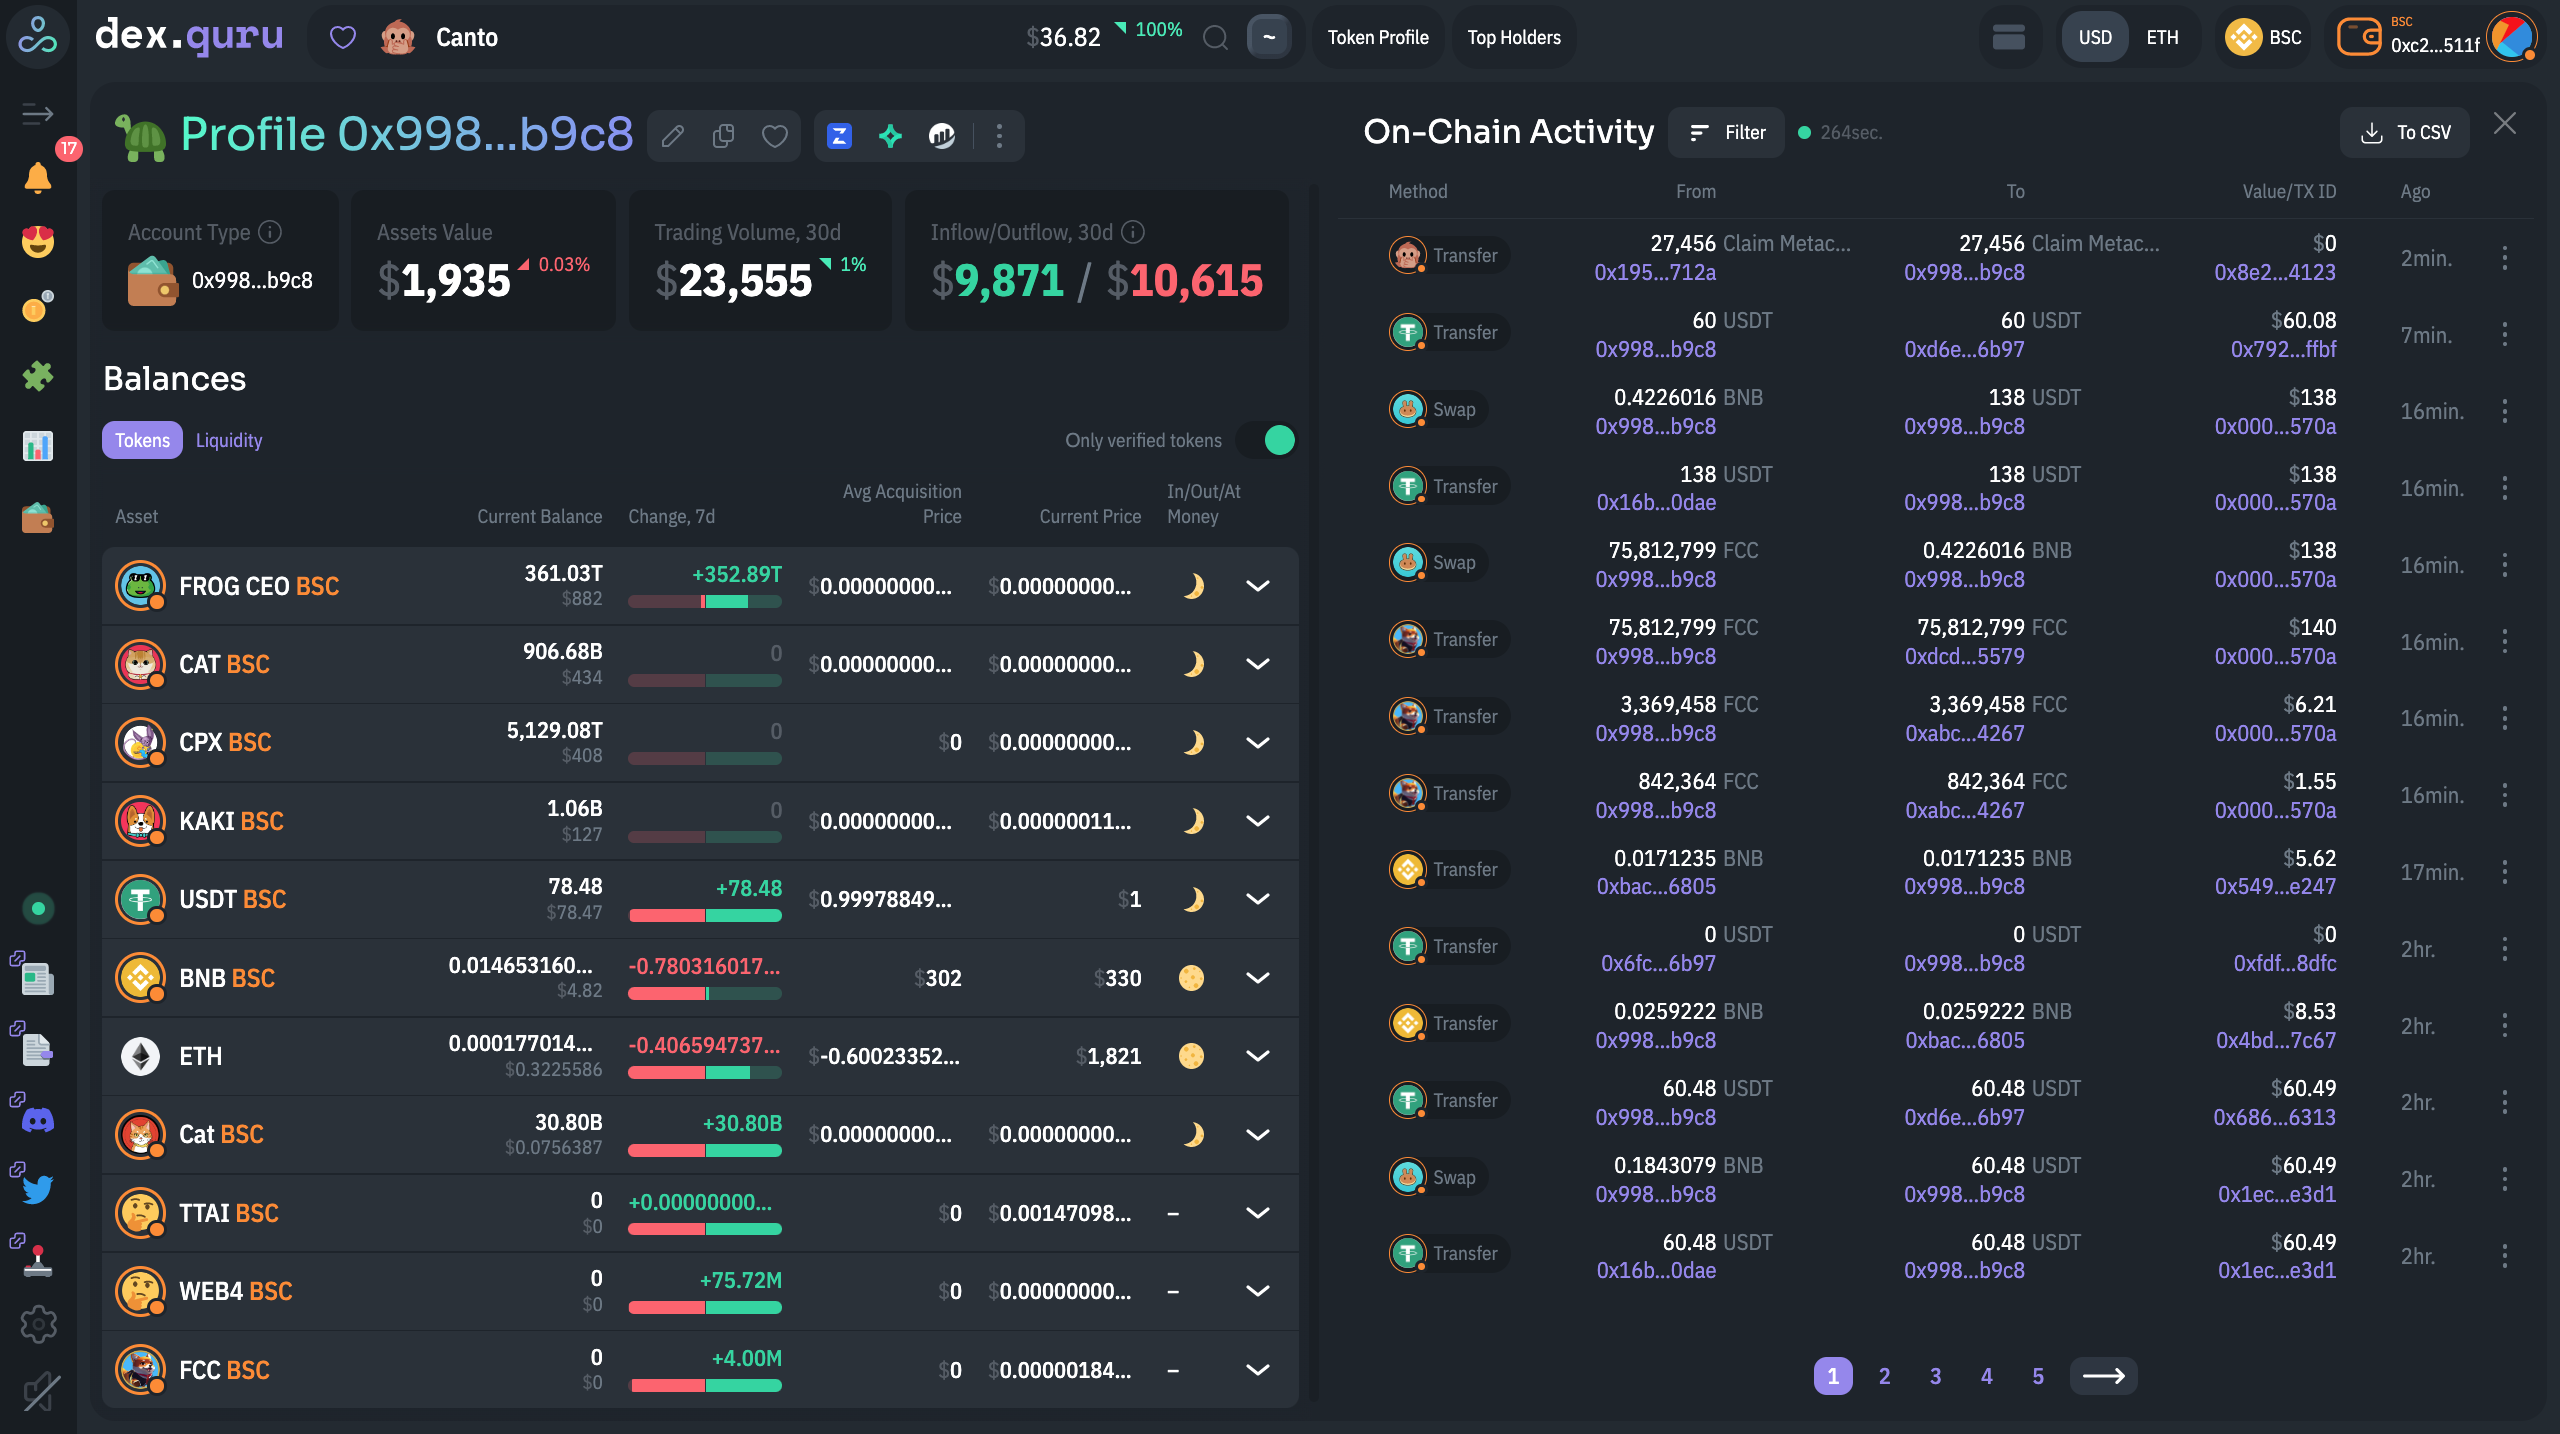 dex.guru
Canto
$36.82
100%
~
Token Profile
Top Holders
USD
ETH
BSC
BSC
0xc2...511f
17
Profile 0x998...b9c8
Account Type
0x998...b9c8
Assets Value
$1,935 0.03%
Trading Volume, 30d
$23,555 1%
Inflow/Outflow, 30d
$9,871 / $10,615
Balances
Tokens
Liquidity
Only verified tokens
Asset
Current Balance
Change, 7d
Avg Acquisition
Price
Current Price
In/Out/At
Money
FROG CEO BSC
361.03T
$882
+352.89T
$0.00000000...
$0.00000000...
CAT BSC
906.68B
$434
0
$0.00000000...
$0.00000000...
CPX BSC
5,129.08T
$408
0
$0
$0.00000000...
KAKI BSC
1.06B
$127
0
$0.00000000...
$0.00000011...
USDT BSC
78.48
$78.47
+78.48
$0.99978849...
$1
BNB BSC
0.014653160...
$4.82
-0.780316017...
$302
$330
ETH
0.000177014...
$0.3225586
-0.406594737...
$-0.60023352...
$1,821
Cat BSC
30.80B
$0.0756387
+30.80B
$0.00000000...
$0.00000000...
TTAI BSC
0
$0
+0.00000000...
$0
$0.00147098...
–
WEB4 BSC
0
$0
+75.72M
$0
$0.00000000...
–
FCC BSC
0
$0
+4.00M
$0
$0.00000184...
–
On-Chain Activity
Filter
264sec.
To CSV
Method
From
To
Value/TX ID
Ago
Transfer
27,456 Claim Metac...
0x195...712a
27,456 Claim Metac...
0x998...b9c8
$0
0x8e2...4123
2min.
Transfer
60 USDT
0x998...b9c8
60 USDT
0xd6e...6b97
$60.08
0x792...ffbf
7min.
Swap
0.4226016 BNB
0x998...b9c8
138 USDT
0x998...b9c8
$138
0x000...570a
16min.
Transfer
138 USDT
0x16b...0dae
138 USDT
0x998...b9c8
$138
0x000...570a
16min.
Swap
75,812,799 FCC
0x998...b9c8
0.4226016 BNB
0x998...b9c8
$138
0x000...570a
16min.
Transfer
75,812,799 FCC
0x998...b9c8
75,812,799 FCC
0xdcd...5579
$140
0x000...570a
16min.
Transfer
3,369,458 FCC
0x998...b9c8
3,369,458 FCC
0xabc...4267
$6.21
0x000...570a
16min.
Transfer
842,364 FCC
0x998...b9c8
842,364 FCC
0xabc...4267
$1.55
0x000...570a
16min.
Transfer
0.0171235 BNB
0xbac...6805
0.0171235 BNB
0x998...b9c8
$5.62
0x549...e247
17min.
Transfer
0 USDT
0x6fc...6b97
0 USDT
0x998...b9c8
$0
0xfdf...8dfc
2hr.
Transfer
0.0259222 BNB
0x998...b9c8
0.0259222 BNB
0xbac...6805
$8.53
0x4bd...7c67
2hr.
Transfer
60.48 USDT
0x998...b9c8
60.48 USDT
0xd6e...6b97
$60.49
0x686...6313
2hr.
Swap
0.1843079 BNB
0x998...b9c8
60.48 USDT
0x998...b9c8
$60.49
0x1ec...e3d1
2hr.
Transfer
60.48 USDT
0x16b...0dae
60.48 USDT
0x998...b9c8
$60.49
0x1ec...e3d1
2hr.
1 2 3 4 5